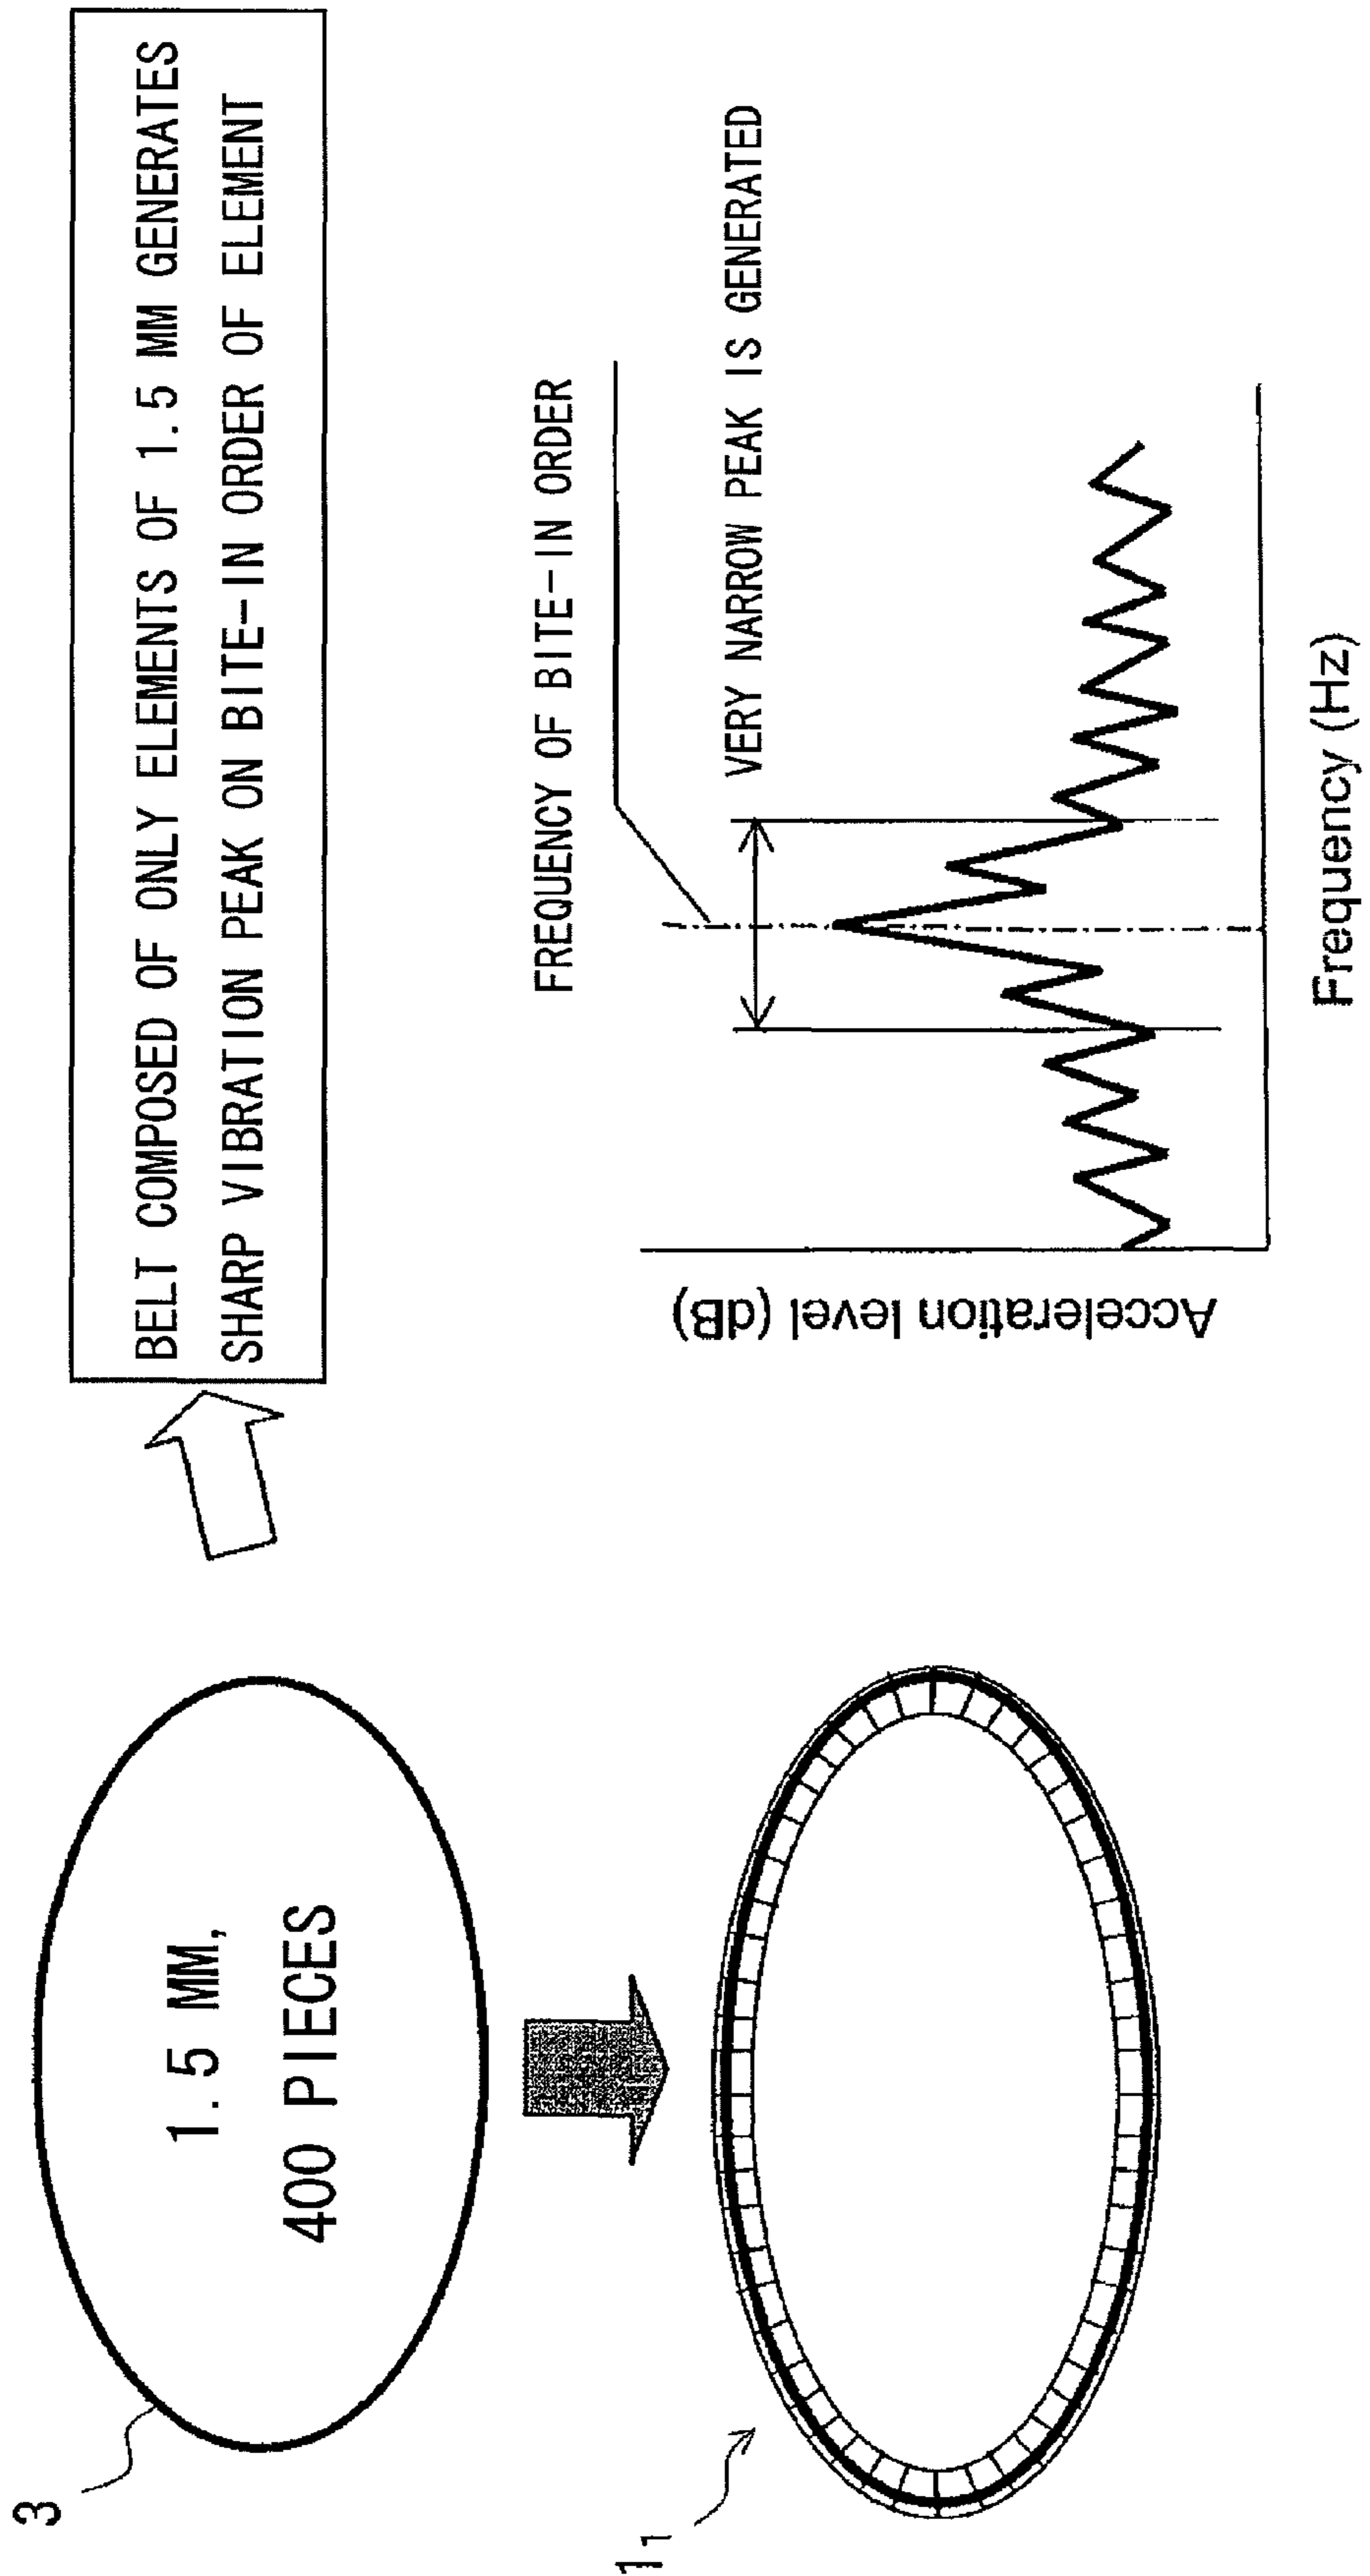 3
1.5 MM,
400 PIECES
BELT COMPOSED OF ONLY ELEMENTS OF 1.5 MM GENERATES
SHARP VIBRATION PEAK ON BITE-IN ORDER OF ELEMENT
1₁
FREQUENCY OF BITE-IN ORDER
VERY NARROW PEAK IS GENERATED
Acceleration level (dB)
Frequency (Hz)